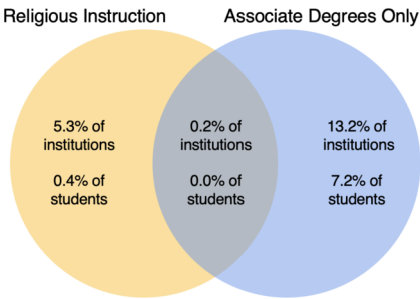 Religious Instruction
Associate Degrees Only
5.3% of
institutions
0.4% of
students
0.2% of
institutions
0.0% of
students
13.2% of
institutions
7.2% of
students